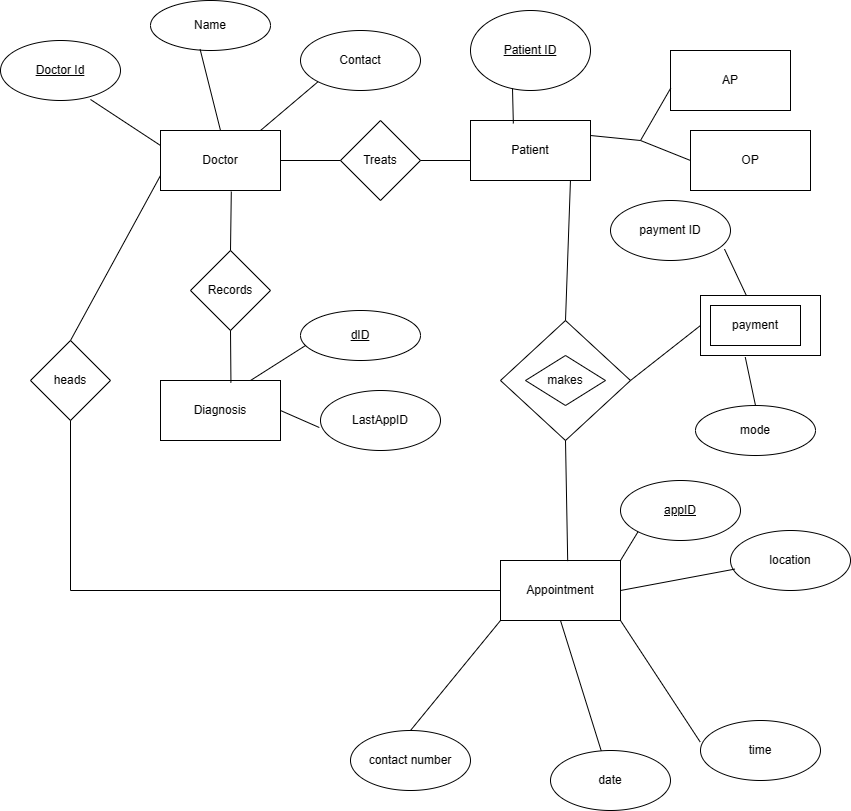 Name
Doctor Id
Contact
Patient ID
AP
Doctor
Treats
Patient
OP
payment ID
Records
payment
dID
heads
makes
Diagnosis
LastAppID
mode
appID
location
Appointment
contact number
date
time